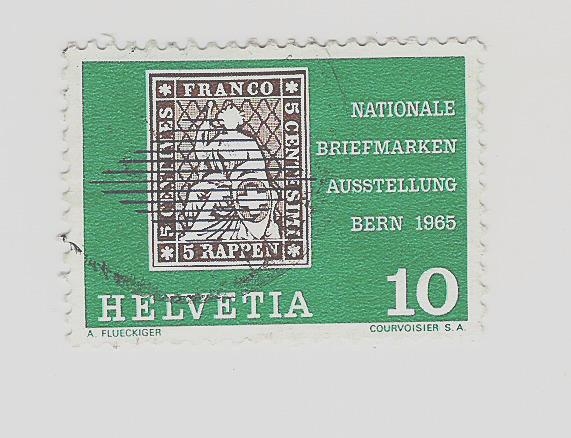 FRANCO
5 CENTIMES
5 CENTESIMI
5 RAPPEN
NATIONALE
BRIEFMARKEN
AUSSTELLUNG
BERN 1965
HELVETIA
10
A. FLUECKIGER
COURVOISIER S.A.